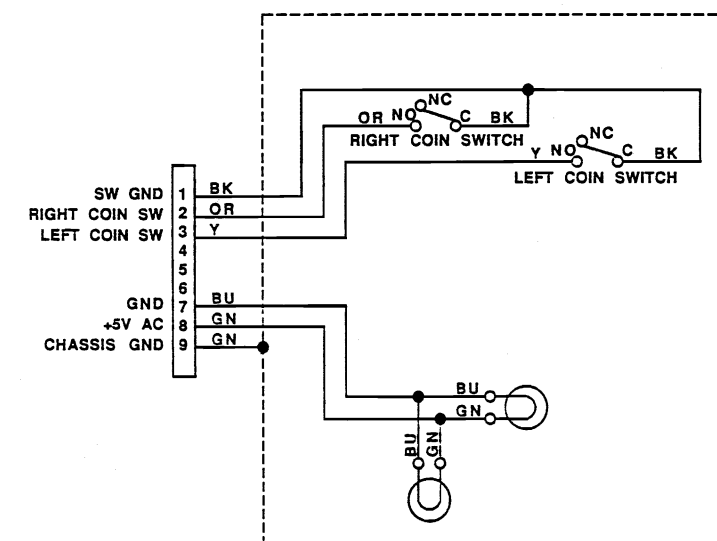 NC
OR NO C BK
RIGHT COIN SWITCH
NC
Y NO C BK
LEFT COIN SWITCH
SW GND 1 BK
RIGHT COIN SW 2 OR
LEFT COIN SW 3 Y
4
5
6
GND 7 BU
+5V AC 8 GN
CHASSIS GND 9 GN
BU
GN
BU
GN